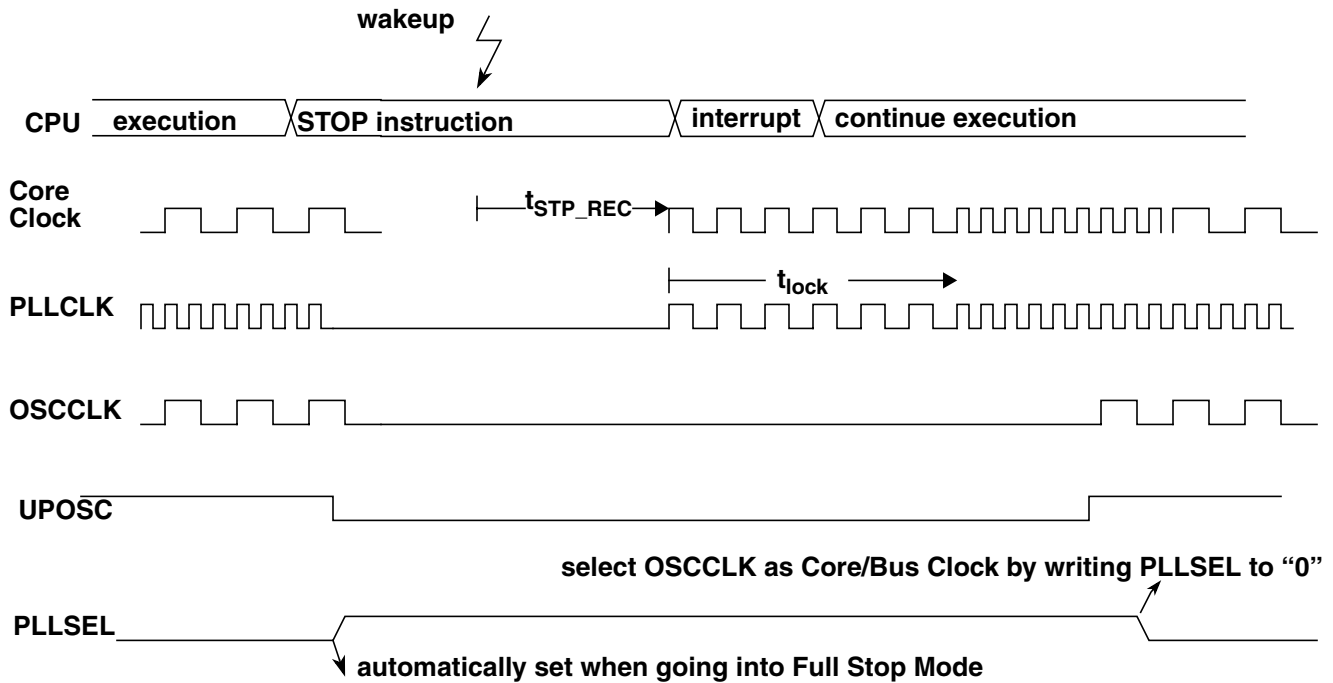 wakeup
CPU execution STOP instruction interrupt continue execution
Core
Clock
tSTP_REC
tlock
PLLCLK
OSCCLK
UPOSC
select OSCCLK as Core/Bus Clock by writing PLLSEL to “0”
PLLSEL
automatically set when going into Full Stop Mode